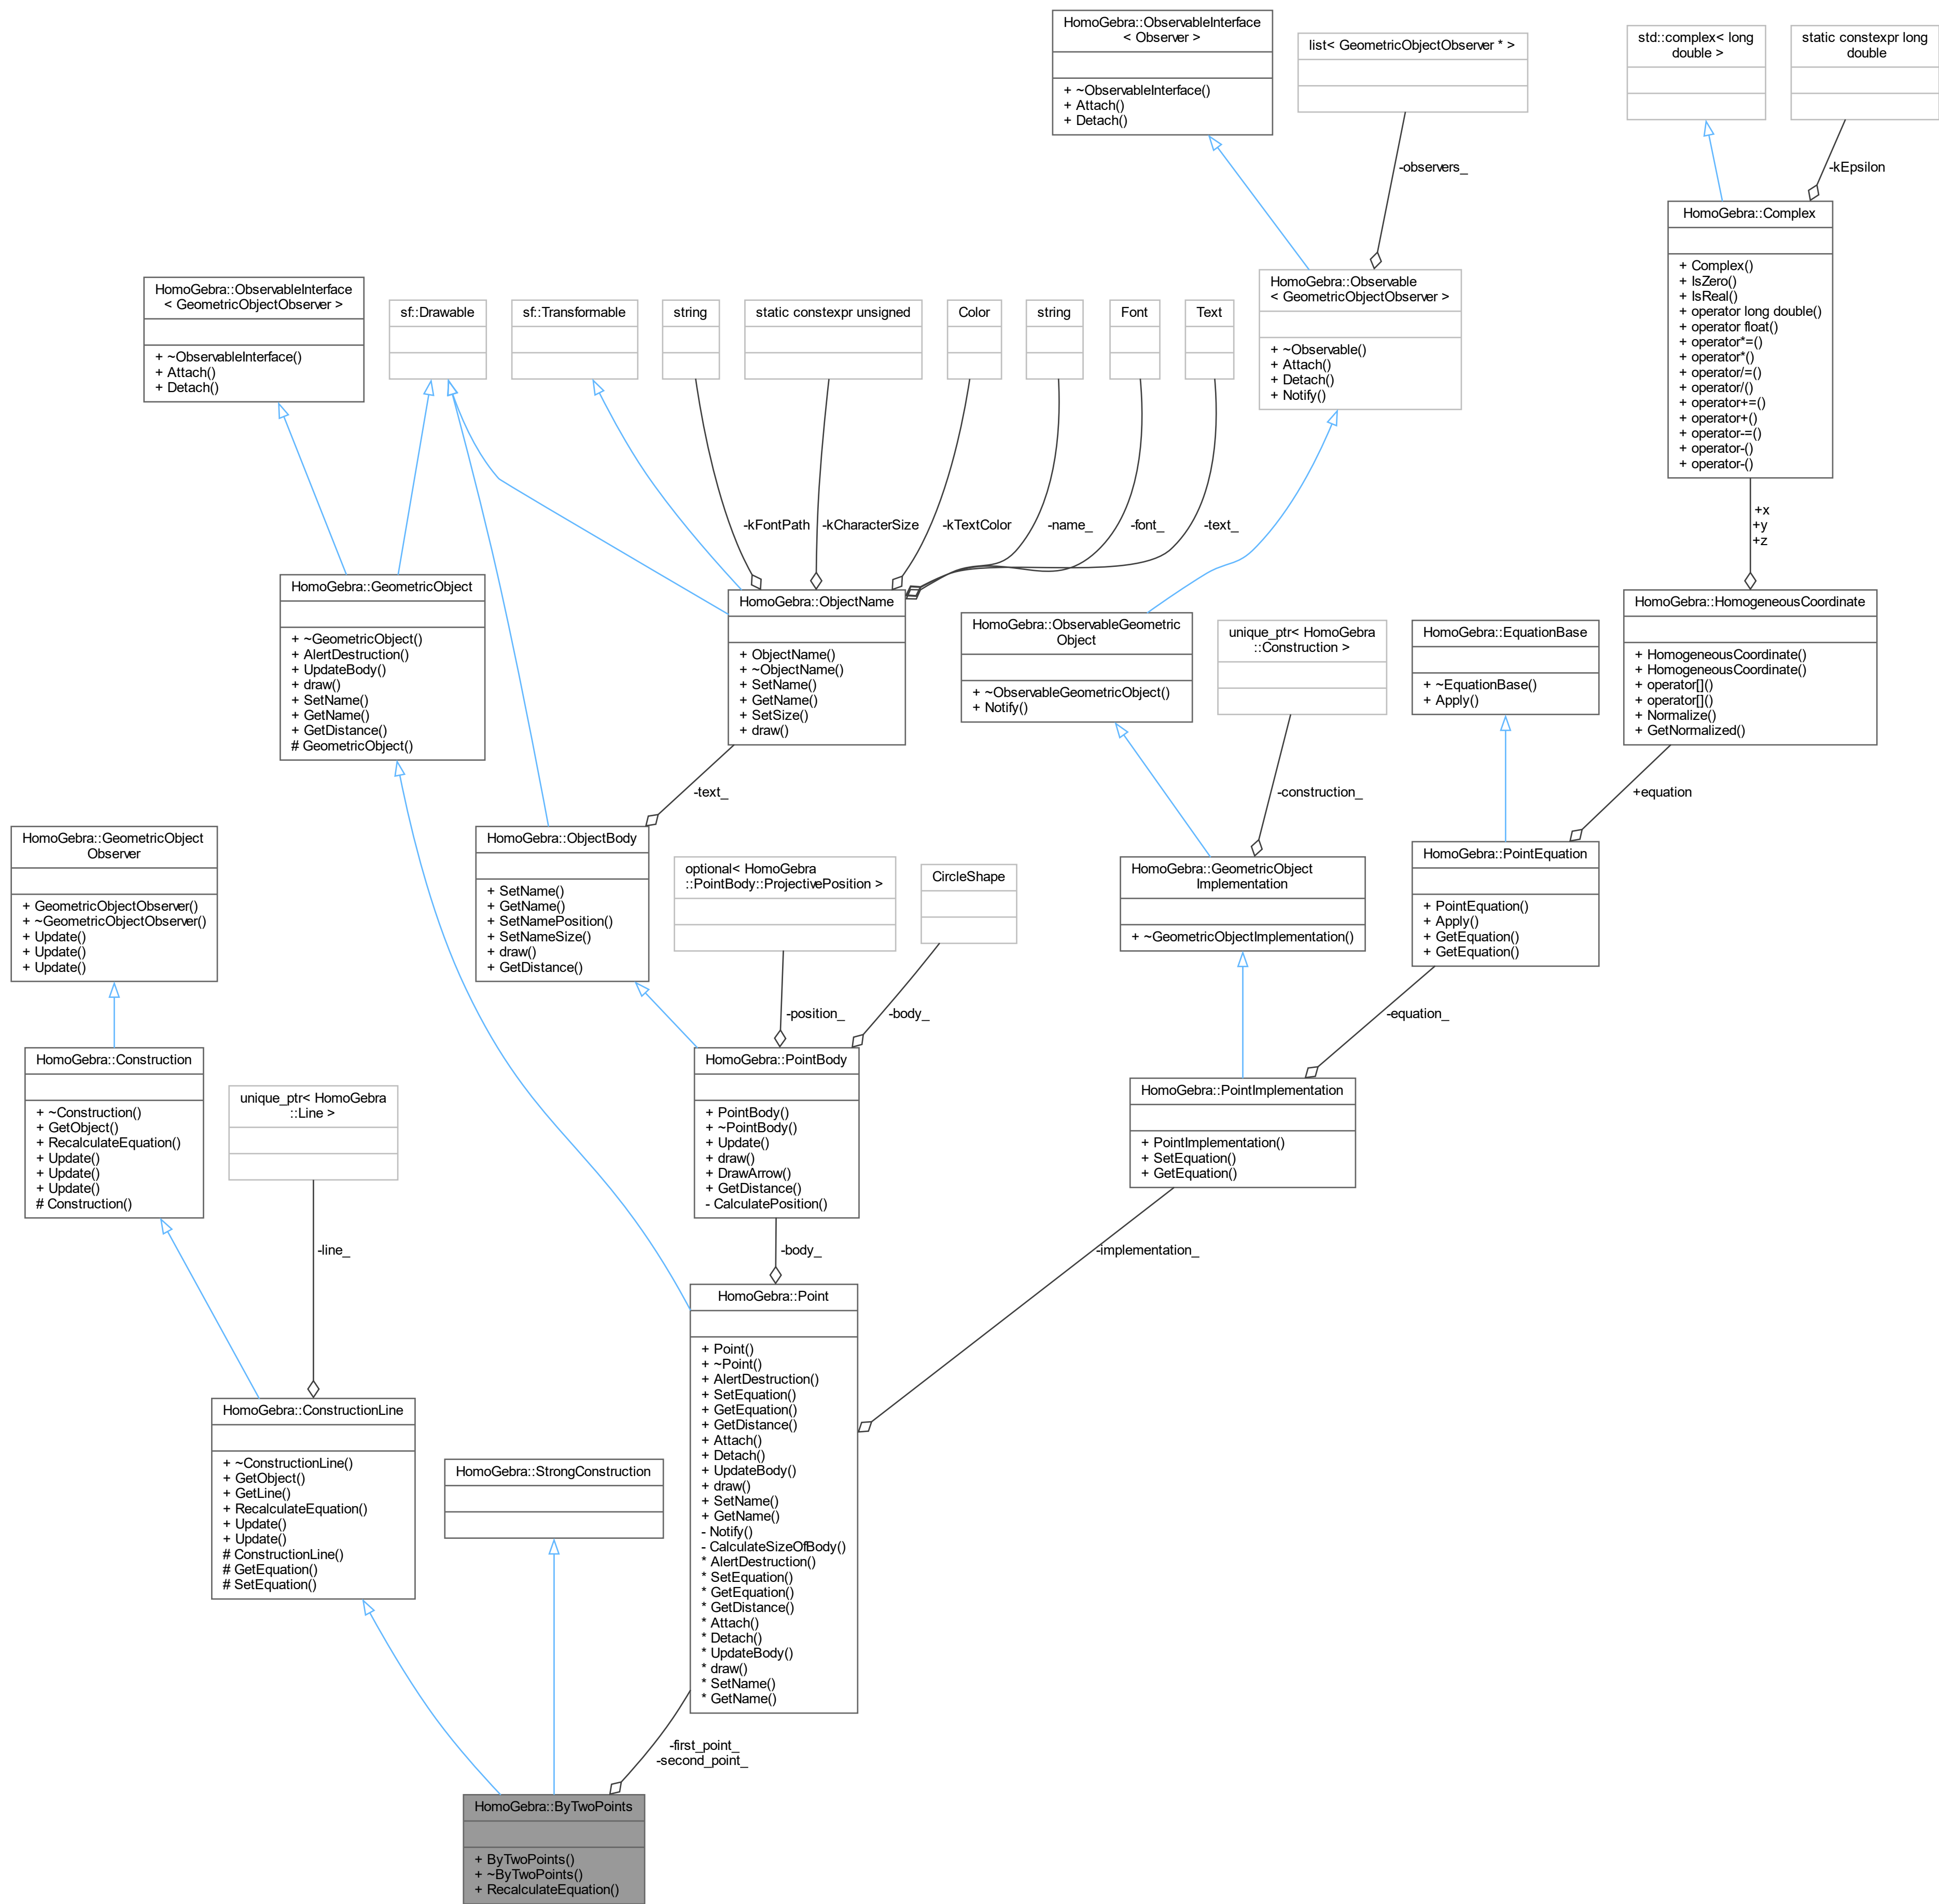 HomoGebra::ObservableInterface
< Observer >
+ ~ObservableInterface()
+ Attach()
+ Detach()
list< GeometricObjectObserver * >
std::complex< long
double >
static constexpr long
double
-observers_
-kEpsilon
HomoGebra::Complex
+ Complex()
+ IsZero()
+ IsReal()
+ operator long double()
+ operator float()
+ operator*=()
+ operator*()
+ operator/=()
+ operator/()
+ operator+=()
+ operator+()
+ operator-=()
+ operator-()
+ operator-()
HomoGebra::ObservableInterface
< GeometricObjectObserver >
+ ~ObservableInterface()
+ Attach()
+ Detach()
sf::Drawable
sf::Transformable
string
static constexpr unsigned
Color
string
Font
Text
HomoGebra::Observable
< GeometricObjectObserver >
+ ~Observable()
+ Attach()
+ Detach()
+ Notify()
-kFontPath
-kCharacterSize
-kTextColor
-name_
-font_
-text_
+x
+y
+z
HomoGebra::GeometricObject
+ ~GeometricObject()
+ AlertDestruction()
+ UpdateBody()
+ draw()
+ SetName()
+ GetName()
+ GetDistance()
# GeometricObject()
HomoGebra::ObjectName
+ ObjectName()
+ ~ObjectName()
+ SetName()
+ GetName()
+ SetSize()
+ draw()
HomoGebra::ObservableGeometric
Object
+ ~ObservableGeometricObject()
+ Notify()
unique_ptr< HomoGebra
::Construction >
HomoGebra::EquationBase
+ ~EquationBase()
+ Apply()
HomoGebra::HomogeneousCoordinate
+ HomogeneousCoordinate()
+ HomogeneousCoordinate()
+ operator[]()
+ operator[]()
+ Normalize()
+ GetNormalized()
-text_
-construction_
+equation
HomoGebra::GeometricObject
Observer
+ GeometricObjectObserver()
+ ~GeometricObjectObserver()
+ Update()
+ Update()
+ Update()
HomoGebra::ObjectBody
+ SetName()
+ GetName()
+ SetNamePosition()
+ SetNameSize()
+ draw()
+ GetDistance()
optional< HomoGebra
::PointBody::ProjectivePosition >
CircleShape
HomoGebra::GeometricObject
Implementation
+ ~GeometricObjectImplementation()
HomoGebra::PointEquation
+ PointEquation()
+ Apply()
+ GetEquation()
+ GetEquation()
-position_
-body_
-equation_
HomoGebra::Construction
+ ~Construction()
+ GetObject()
+ RecalculateEquation()
+ Update()
+ Update()
+ Update()
# Construction()
unique_ptr< HomoGebra
::Line >
HomoGebra::PointBody
+ PointBody()
+ ~PointBody()
+ Update()
+ draw()
+ DrawArrow()
+ GetDistance()
- CalculatePosition()
HomoGebra::PointImplementation
+ PointImplementation()
+ SetEquation()
+ GetEquation()
-line_
-body_
-implementation_
HomoGebra::Point
+ Point()
+ ~Point()
+ AlertDestruction()
+ SetEquation()
+ GetEquation()
+ GetDistance()
+ Attach()
+ Detach()
+ UpdateBody()
+ draw()
+ SetName()
+ GetName()
- Notify()
- CalculateSizeOfBody()
* AlertDestruction()
* SetEquation()
* GetEquation()
* GetDistance()
* Attach()
* Detach()
* UpdateBody()
* draw()
* SetName()
* GetName()
HomoGebra::ConstructionLine
+ ~ConstructionLine()
+ GetObject()
+ GetLine()
+ RecalculateEquation()
+ Update()
+ Update()
# ConstructionLine()
# GetEquation()
# SetEquation()
HomoGebra::StrongConstruction
-first_point_
-second_point_
HomoGebra::ByTwoPoints
+ ByTwoPoints()
+ ~ByTwoPoints()
+ RecalculateEquation()